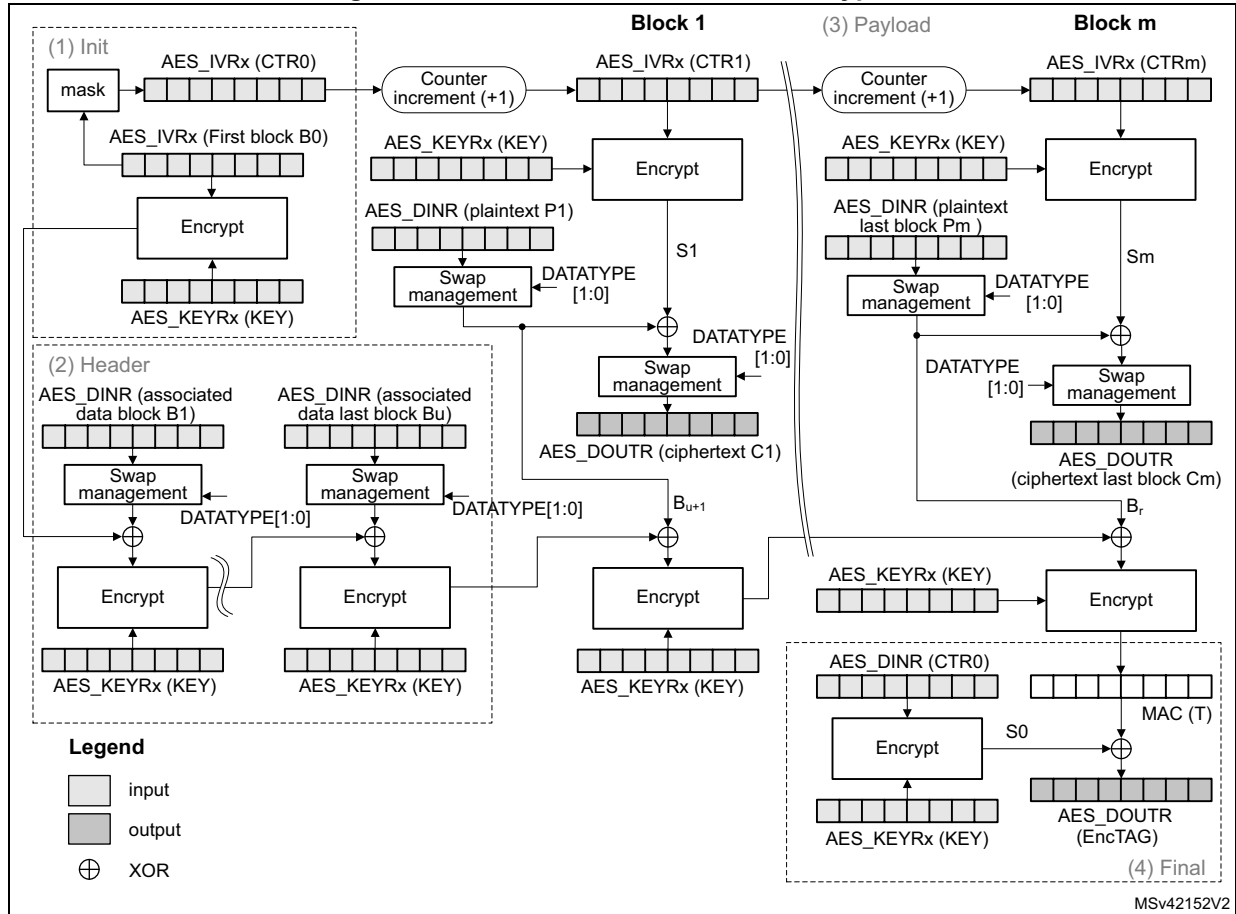 Block 1
(3) Payload
Block m
(1) Init
AES_IVRx (CTR0)
mask
Counter
increment (+1)
AES_IVRx (CTR1)
Counter
increment (+1)
AES_IVRx (CTRm)
AES_IVRx (First block B0)
AES_KEYRx (KEY)
Encrypt
AES_KEYRx (KEY)
Encrypt
Encrypt
AES_KEYRx (KEY)
AES_DINR (plaintext P1)
S1
Swap
management
DATATYPE
[1:0]
AES_DINR (plaintext
last block Pm )
Sm
Swap
management
DATATYPE
[1:0]
DATATYPE
[1:0]
Swap
management
AES_DOUTR (ciphertext C1)
DATATYPE
[1:0]
Swap
management
AES_DOUTR
(ciphertext last block Cm)
(2) Header
AES_DINR (associated
data block B1)
AES_DINR (associated
data last block Bu)
Swap
management
DATATYPE[1:0]
Swap
management
DATATYPE[1:0]
Bu+1
Br
Encrypt
AES_KEYRx (KEY)
Encrypt
AES_KEYRx (KEY)
Encrypt
AES_KEYRx (KEY)
AES_KEYRx (KEY)
Encrypt
AES_DINR (CTR0)
MAC (T)
Encrypt
S0
AES_KEYRx (KEY)
AES_DOUTR
(EncTAG)
(4) Final
Legend
input
output
XOR
MSv42152V2